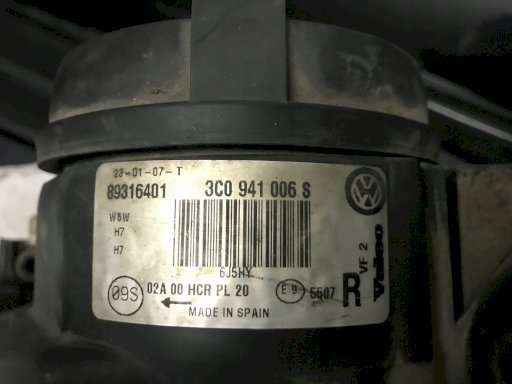 23-01-07-T
89316401 3C0 941 006 S
W5W
H7
H7
VF 2
Valeo
6J5HY
09S 02A 00 HCR PL 20 E9 5507 R
MADE IN SPAIN